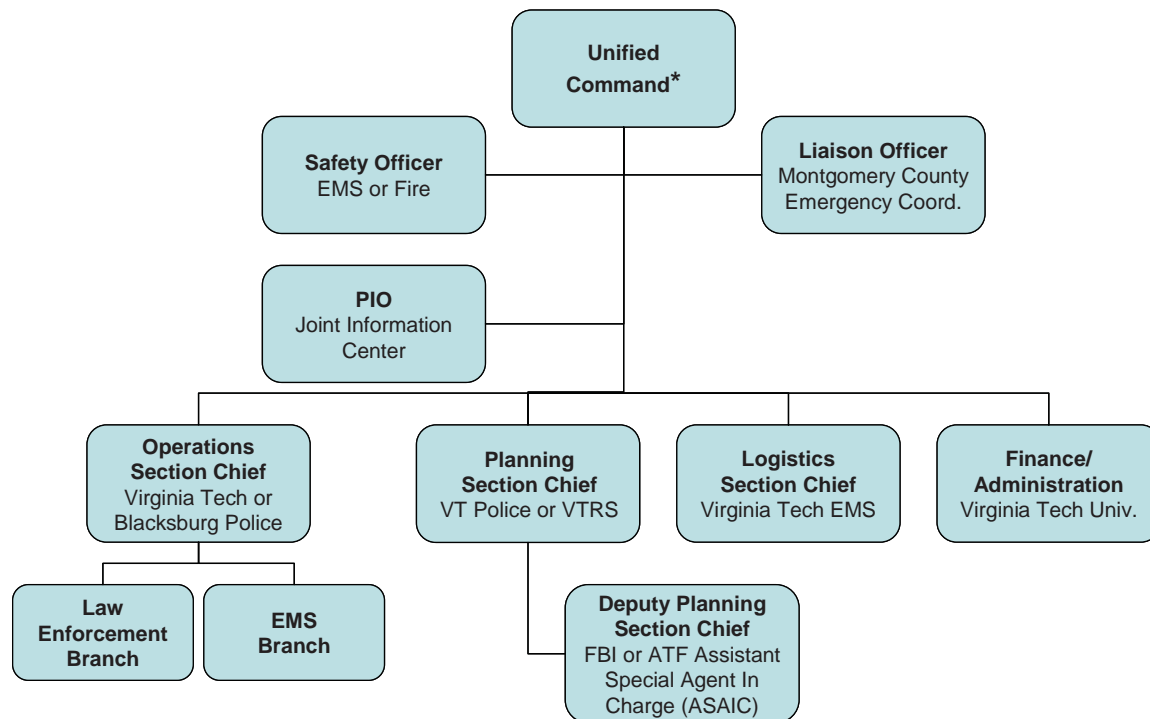 Unified
Command*
Safety Officer
EMS or Fire
Liaison Officer
Montgomery County
Emergency Coord.
PIO
Joint Information
Center
Operations
Section Chief
Virginia Tech or
Blacksburg Police
Planning
Section Chief
VT Police or VTRS
Logistics
Section Chief
Virginia Tech EMS
Finance/
Administration
Virginia Tech Univ.
Law
Enforcement
Branch
EMS
Branch
Deputy Planning
Section Chief
FBI or ATF Assistant
Special Agent In
Charge (ASAIC)